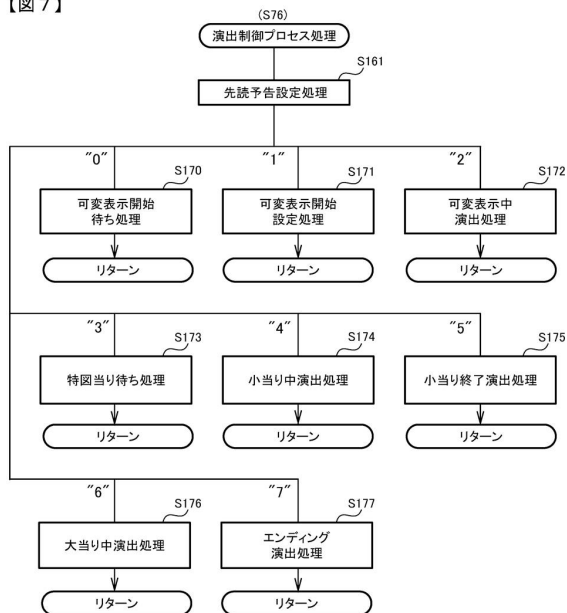 【図7】
(S76)
演出制御プロセス処理
S161
先読予告設定処理
"0"
"1"
"2"
S170
S171
S172
可変表示開始
待ち処理
可変表示開始
設定処理
可変表示中
演出処理
リターン
リターン
リターン
"3"
"4"
"5"
S173
S174
S175
特図当り待ち処理
小当り中演出処理
小当り終了演出処理
リターン
リターン
リターン
"6"
"7"
S176
S177
大当り中演出処理
エンディング
演出処理
リターン
リターン